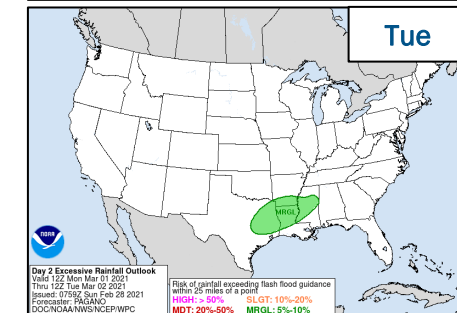 Tue
MRGL
NOAA
Day 2 Excessive Rainfall Outlook
Valid 12Z Mon Mar 01 2021
Thru 12Z Tue Mar 02 2021
Issued: 0759Z Sun Feb 28 2021
Forecaster: PAGANO
DOC/NOAA/NWS/NCEP/WPC
Risk of rainfall exceeding flash flood guidance
within 25 miles of a point
HIGH: > 50% SLGT: 10%-20%
MDT: 20%-50% MRGL: 5%-10%